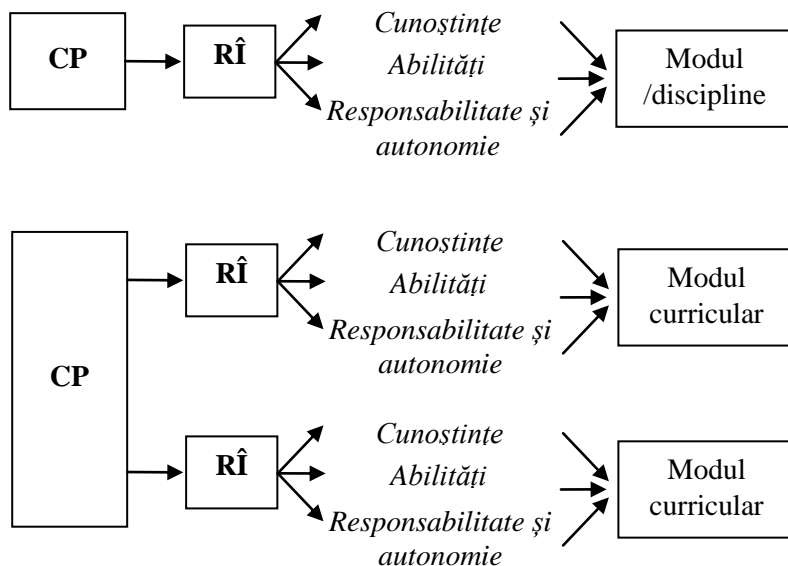 CP
RÎ
Cunoștințe
Abilități
Responsabilitate și
autonomie
Modul
/discipline
CP
RÎ
Cunoștințe
Abilități
Responsabilitate și
autonomie
Modul
curricular
RÎ
Cunoștințe
Abilități
Responsabilitate și
autonomie
Modul
curricular